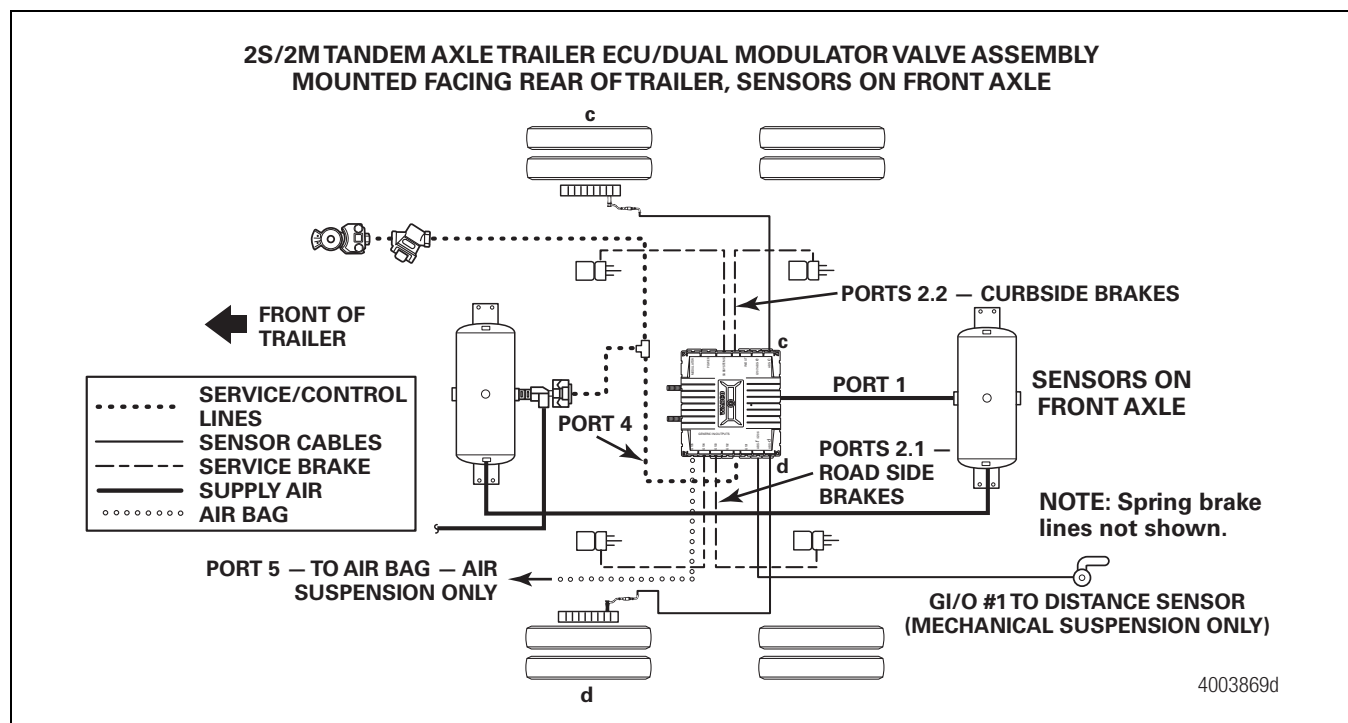 2S/2M TANDEM AXLE TRAILER ECU/DUAL MODULATOR VALVE ASSEMBLY
MOUNTED FACING REAR OF TRAILER, SENSORS ON FRONT AXLE
c
PORTS 2.2 — CURBSIDE BRAKES
FRONT OF
TRAILER
c
SERVICE/CONTROL
LINES
SENSOR CABLES
SERVICE BRAKE
SUPPLY AIR
AIR BAG
PORT 4
PORT 1
SENSORS ON
FRONT AXLE
d
PORTS 2.1 —
ROAD SIDE
BRAKES
NOTE: Spring brake
lines not shown.
PORT 5 — TO AIR BAG — AIR
SUSPENSION ONLY
GI/O #1 TO DISTANCE SENSOR
(MECHANICAL SUSPENSION ONLY)
d
4003869d